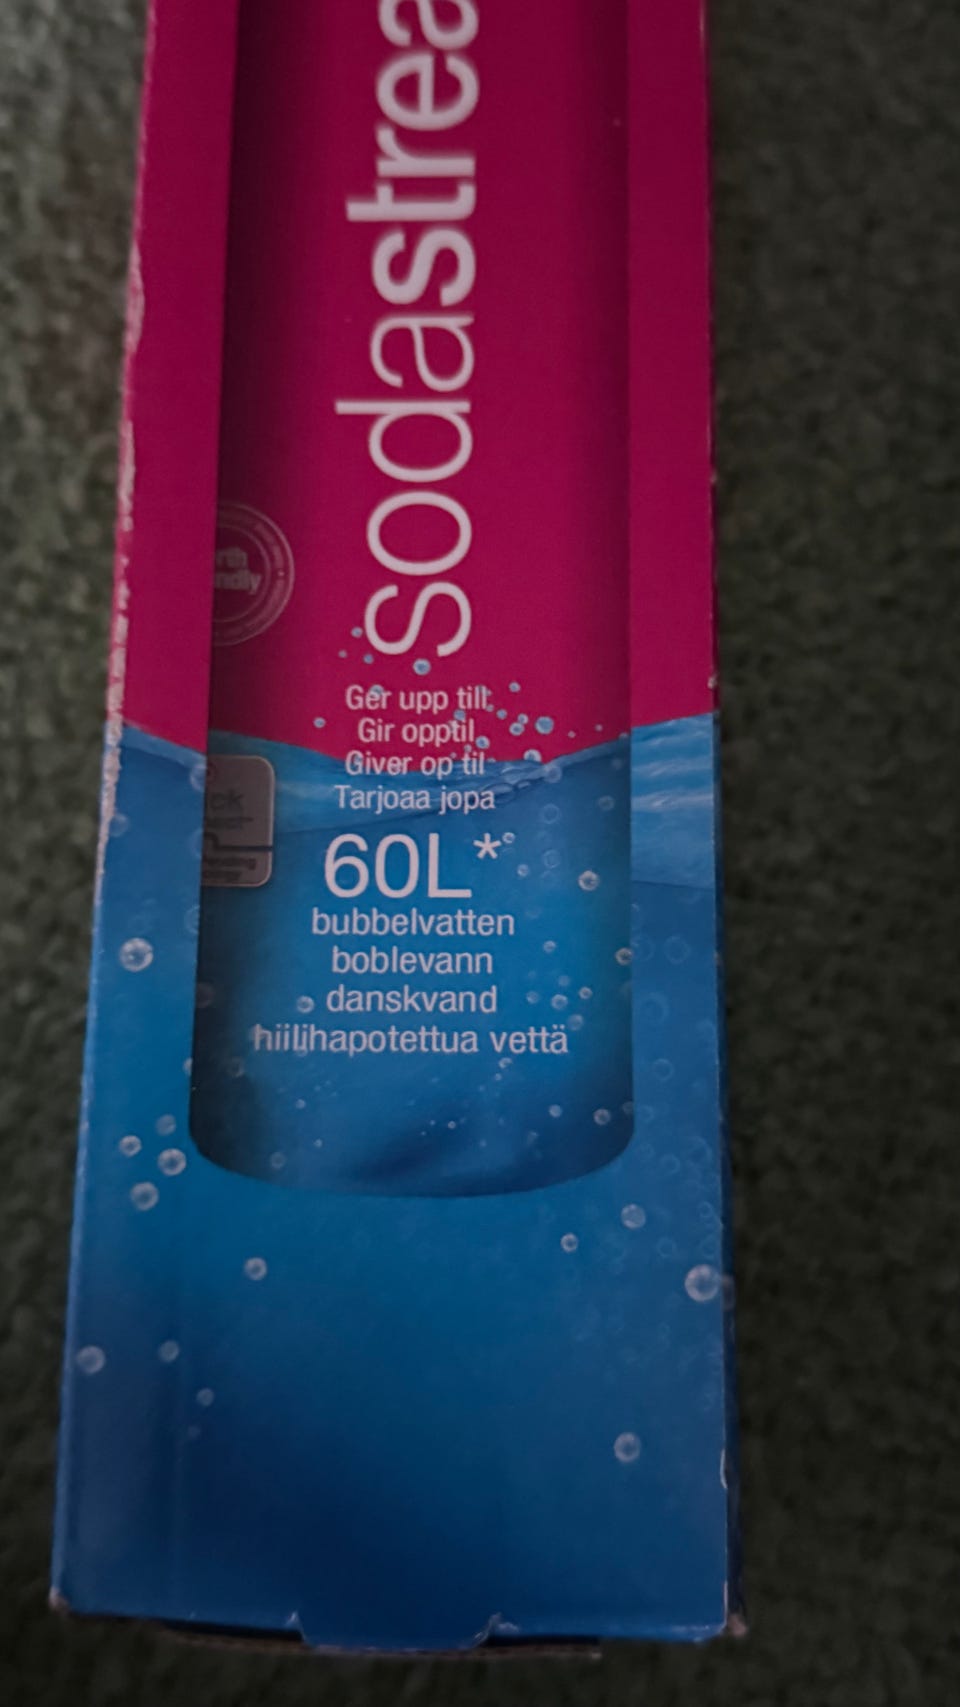 sodastrea
Ger upp till
Gir opptil
Giver op til
Tarjoaa jopa
60L*
bubbelvatten
boblevann
danskvand
hiilihapotettua vettä